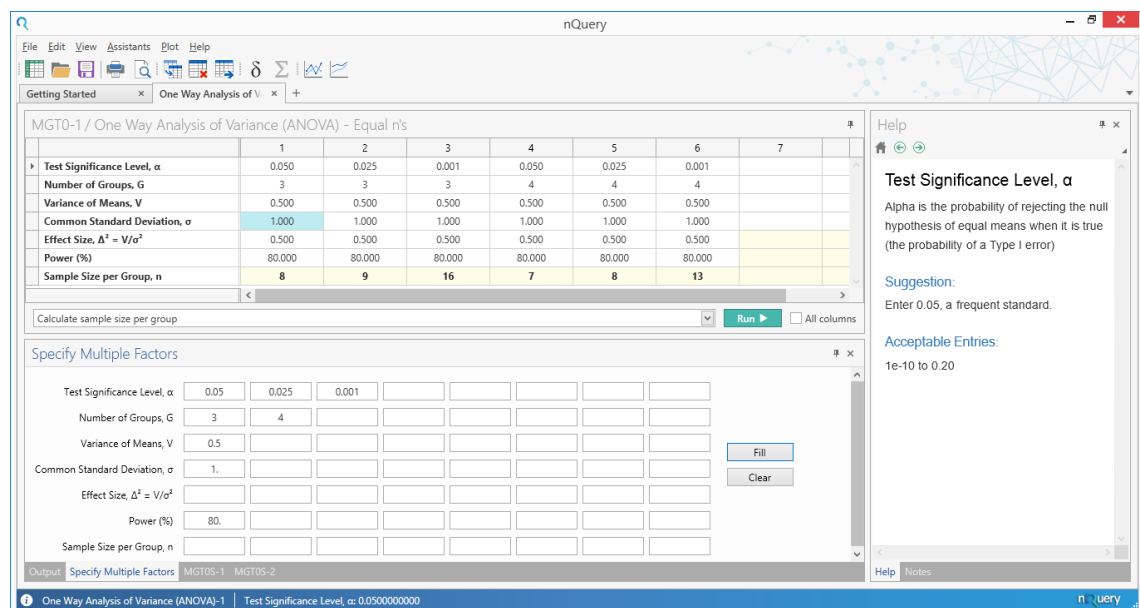 nQuery
File Edit View Assistants Plot Help
δ Σ
Getting Started × One Way Analysis of V × +
MGT0-1 / One Way Analysis of Variance (ANOVA) - Equal n's
1 2 3 4 5 6 7
Test Significance Level, α 0.050 0.025 0.001 0.050 0.025 0.001
Number of Groups, G 3 3 3 4 4 4
Variance of Means, V 0.500 0.500 0.500 0.500 0.500 0.500
Common Standard Deviation, σ 1.000 1.000 1.000 1.000 1.000 1.000
Effect Size, Δ² = V/σ² 0.500 0.500 0.500 0.500 0.500 0.500
Power (%) 80.000 80.000 80.000 80.000 80.000 80.000
Sample Size per Group, n 8 9 16 7 8 13
Calculate sample size per group Run All columns
Specify Multiple Factors
Test Significance Level, α 0.05 0.025 0.001
Number of Groups, G 3 4
Variance of Means, V 0.5
Common Standard Deviation, σ 1.
Effect Size, Δ² = V/σ²
Power (%) 80.
Sample Size per Group, n
Fill
Clear
Output Specify Multiple Factors MGT0S-1 MGT0S-2
Help
Test Significance Level, α
Alpha is the probability of rejecting the null
hypothesis of equal means when it is true
(the probability of a Type I error)
Suggestion:
Enter 0.05, a frequent standard.
Acceptable Entries:
1e-10 to 0.20
Help Notes
One Way Analysis of Variance (ANOVA)-1 Test Significance Level, α: 0.0500000000
nQuery